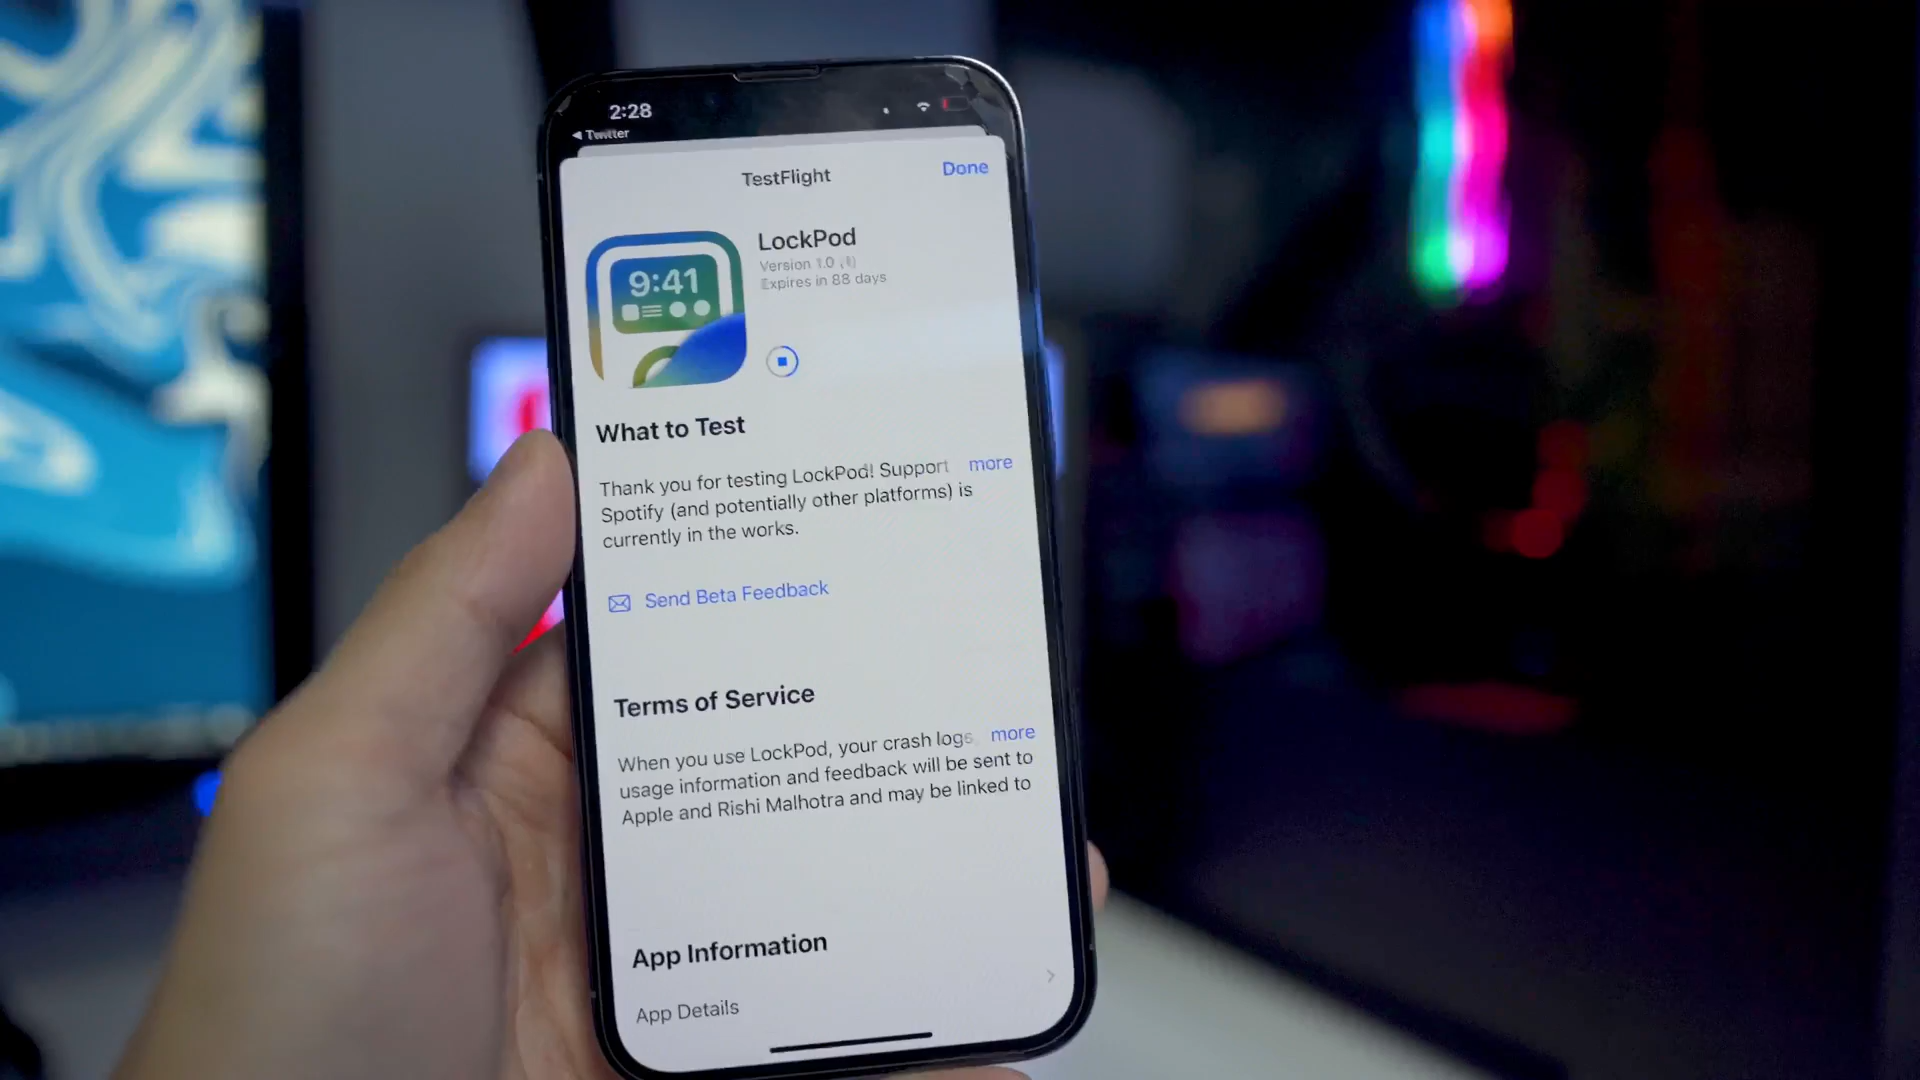 2:28
◀ Twitter
TestFlight
Done
LockPod
Version 1.0
Expires in 88 days
9:41
What to Test
Thank you for testing LockPod! Support more
Spotify (and potentially other platforms) is
currently in the works.
Send Beta Feedback
Terms of Service
When you use LockPod, your crash logs, more
usage information and feedback will be sent to
Apple and Rishi Malhotra and may be linked to
App Information
App Details